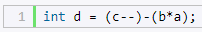 1 int d = (c--)-(b*a);